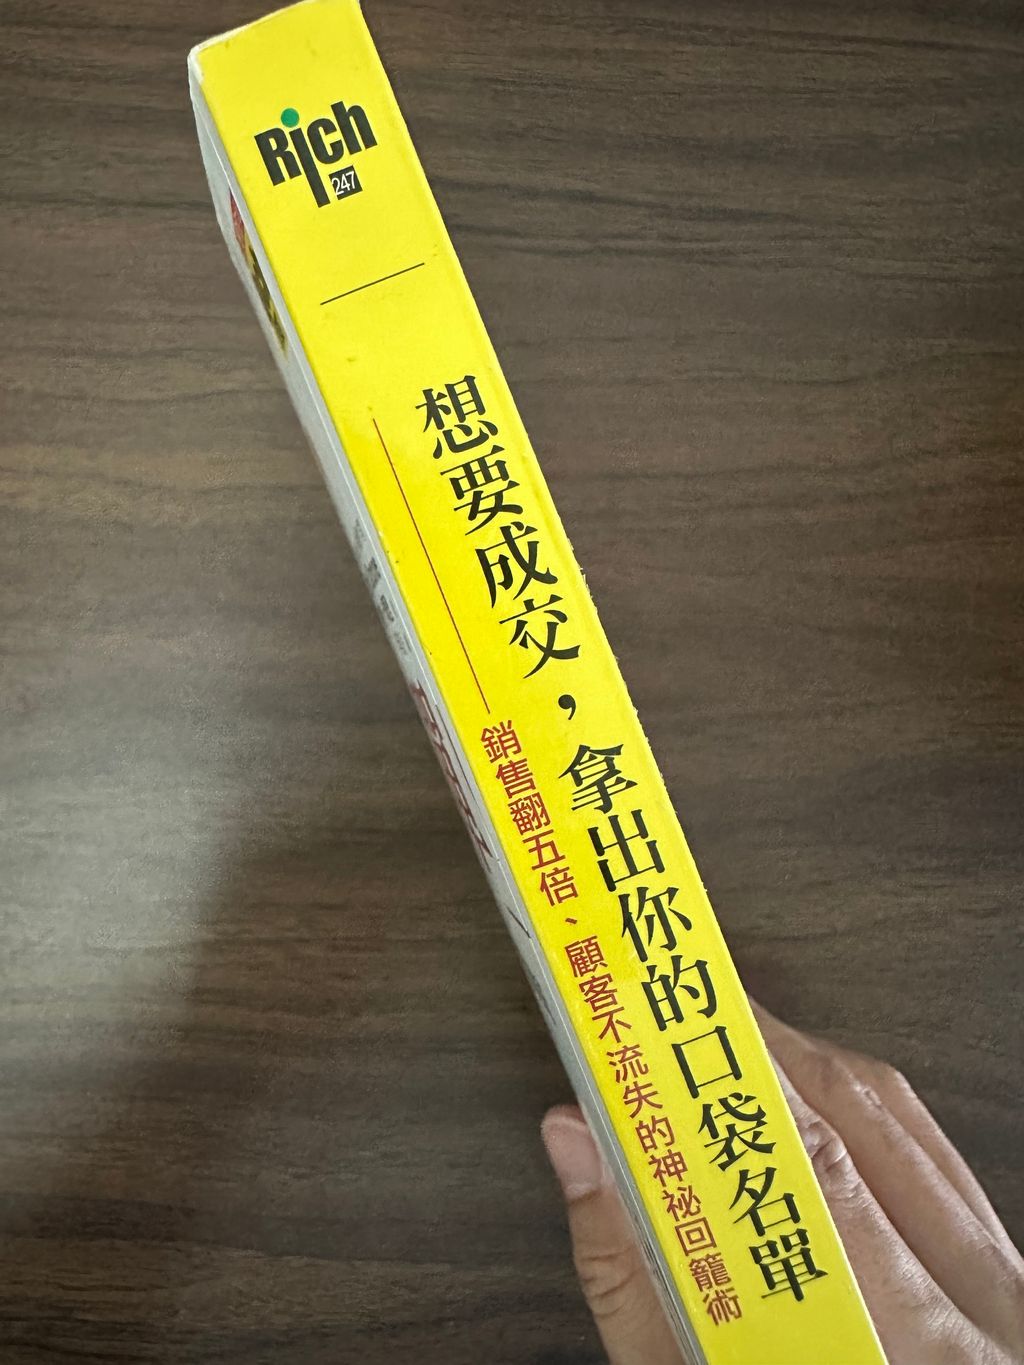 Rich
247
想要成交，拿出你的口袋名單
銷售翻五倍、顧客不流失的神祕回籠術